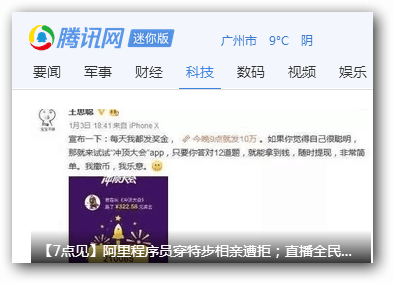 腾讯网 迷你版
广州市 9°C 阴
要闻 军事 财经 科技 数码 视频 娱乐
王思聪
1月3日 18:41 来自 iPhone X
宣布一下：每天我都发奖金， 今晚9点就发10万 。如果你觉得自己很聪明，
那就来试试"冲顶大会"app，只要你答对12道题，就能拿到钱，随时提现，非常简
单。我撒币，我乐意。
冲顶大会
¥322.58
【7点见】阿里程序员穿特步相亲遭拒；直播全民...